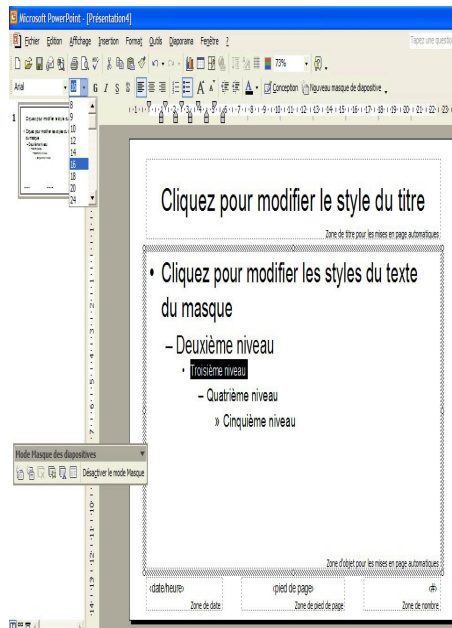 Microsoft PowerPoint - [Présentation4]
Fichier Edition Affichage Insertion Format Outils Diaporama Fenêtre ?
Tapez une question
73%
Arial G I S S Conception Nouveau masque de diapositive
8
9
10
12
14
16
18
20
24
1
Cliquez pour modifier le style du titre
Zone de titre pour les mises en page automatiques
• Cliquez pour modifier les styles du texte
du masque
– Deuxième niveau
• Troisième niveau
– Quatrième niveau
» Cinquième niveau
Mode Masque des diapositives
Désactiver le mode Masque
Zone d'objet pour les mises en page automatiques
<date/heure> <pied de page> <#>
Zone de date Zone de pied de page Zone de nombre